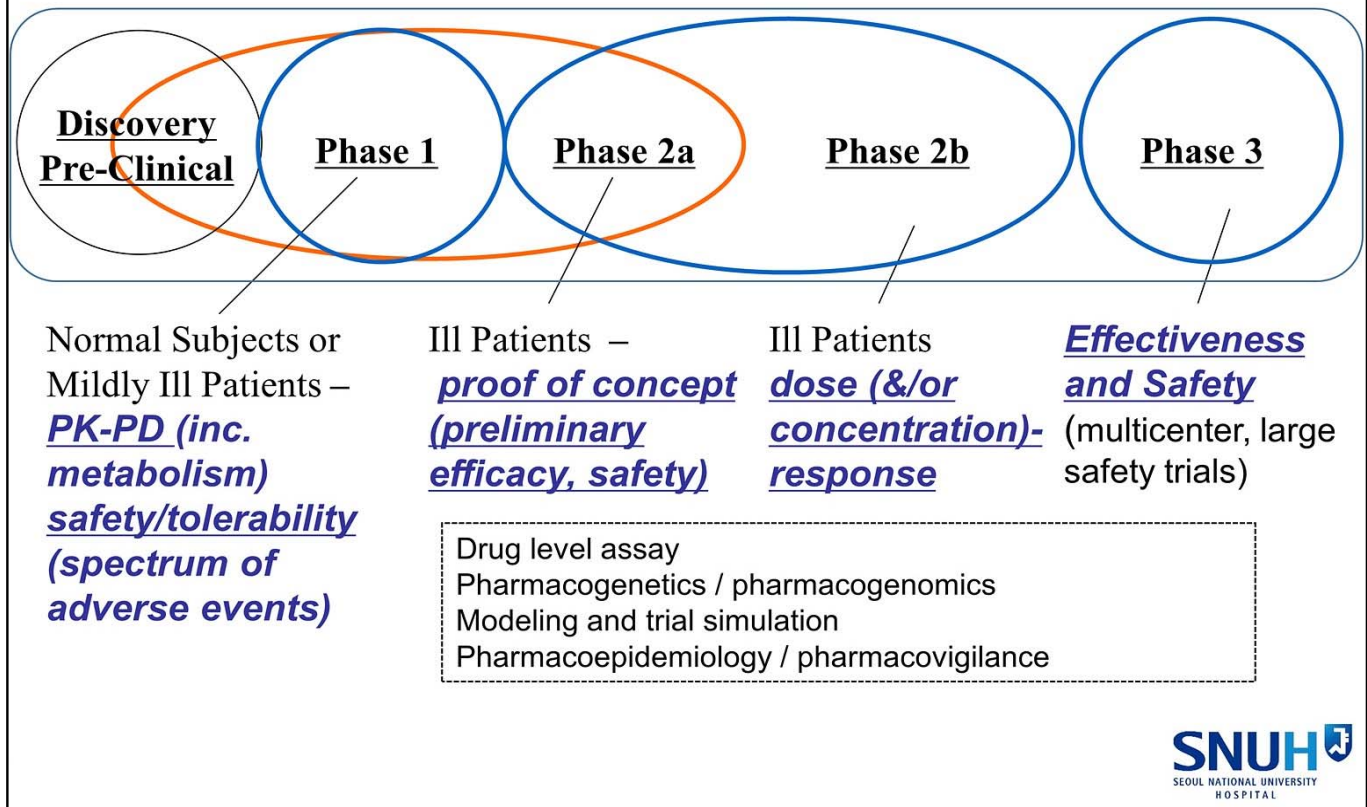 Discovery
Pre-Clinical
Phase 1
Phase 2a
Phase 2b
Phase 3
Normal Subjects or
Mildly Ill Patients –
PK-PD (inc.
metabolism)
safety/tolerability
(spectrum of
adverse events)
Ill Patients –
proof of concept
(preliminary
efficacy, safety)
Ill Patients
dose (&/or
concentration)-
response
Effectiveness
and Safety
(multicenter, large
safety trials)
Drug level assay
Pharmacogenetics / pharmacogenomics
Modeling and trial simulation
Pharmacoepidemiology / pharmacovigilance
SNUH
SEOUL NATIONAL UNIVERSITY
HOSPITAL